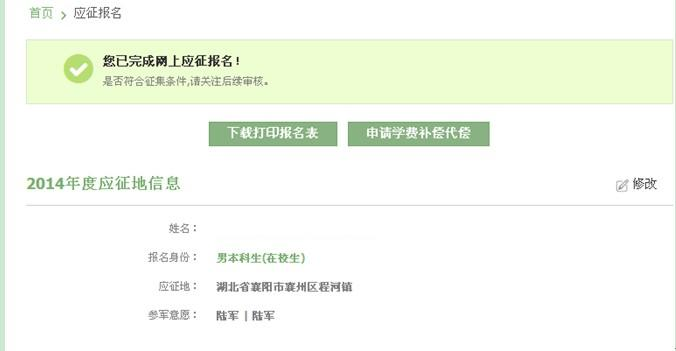 首页 > 应征报名
您已完成网上应征报名！
是否符合征集条件,请关注后续审核。
下载打印报名表 申请学费补偿代偿
2014年度应征地信息 修改
姓名：
报名身份： 男本科生(在校生)
应征地： 湖北省襄阳市襄州区程河镇
参军意愿： 陆军 | 陆军